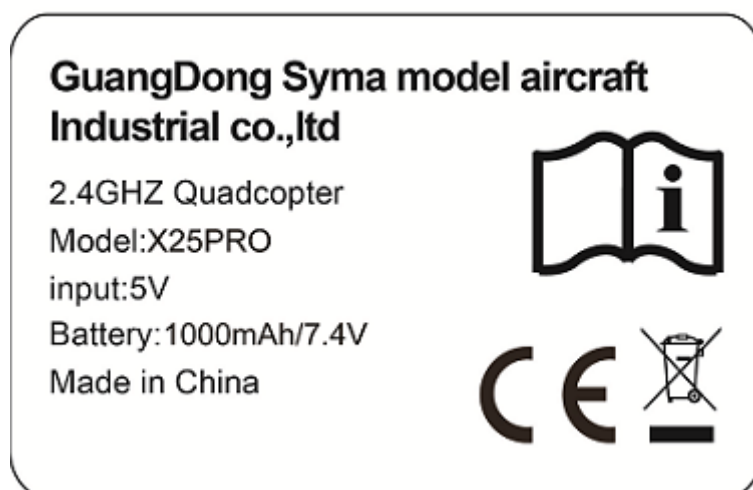 GuangDong Syma model aircraft
Industrial co.,ltd
2.4GHZ Quadcopter
Model:X25PRO
input:5V
Battery:1000mAh/7.4V
Made in China
i
CE